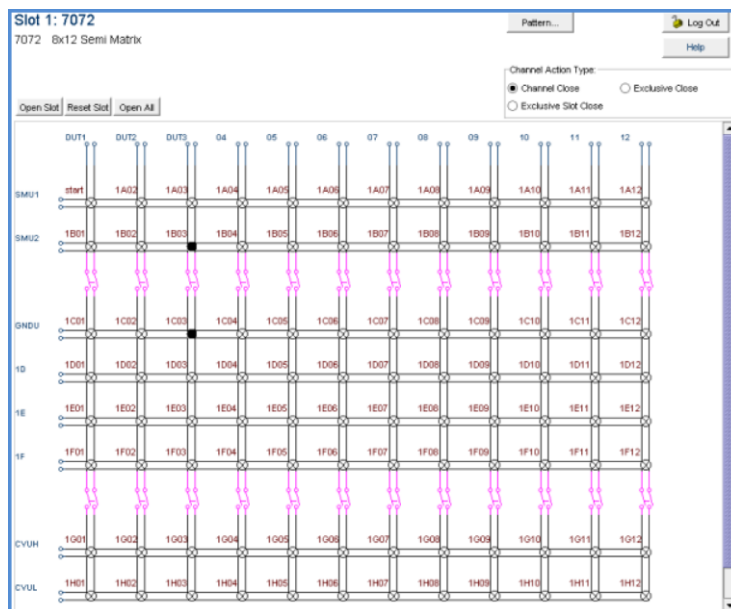 Slot 1: 7072
Pattern...
Log Out
7072 8x12 Semi Matrix
Help
Channel Action Type:
Channel Close
Exclusive Close
Exclusive Slot Close
Open Slot
Reset Slot
Open All
DUT1 DUT2 DUT3 04 05 06 07 08 09 10 11 12
SMU1 start 1A02 1A03 1A04 1A05 1A06 1A07 1A08 1A09 1A10 1A11 1A12
SMU2 1B01 1B02 1B03 1B04 1B05 1B06 1B07 1B08 1B09 1B10 1B11 1B12
GNDU 1C01 1C02 1C03 1C04 1C05 1C06 1C07 1C08 1C09 1C10 1C11 1C12
1D 1D01 1D02 1D03 1D04 1D05 1D06 1D07 1D08 1D09 1D10 1D11 1D12
1E 1E01 1E02 1E03 1E04 1E05 1E06 1E07 1E08 1E09 1E10 1E11 1E12
1F 1F01 1F02 1F03 1F04 1F05 1F06 1F07 1F08 1F09 1F10 1F11 1F12
CVUH 1G01 1G02 1G03 1G04 1G05 1G06 1G07 1G08 1G09 1G10 1G11 1G12
CVUL 1H01 1H02 1H03 1H04 1H05 1H06 1H07 1H08 1H09 1H10 1H11 1H12